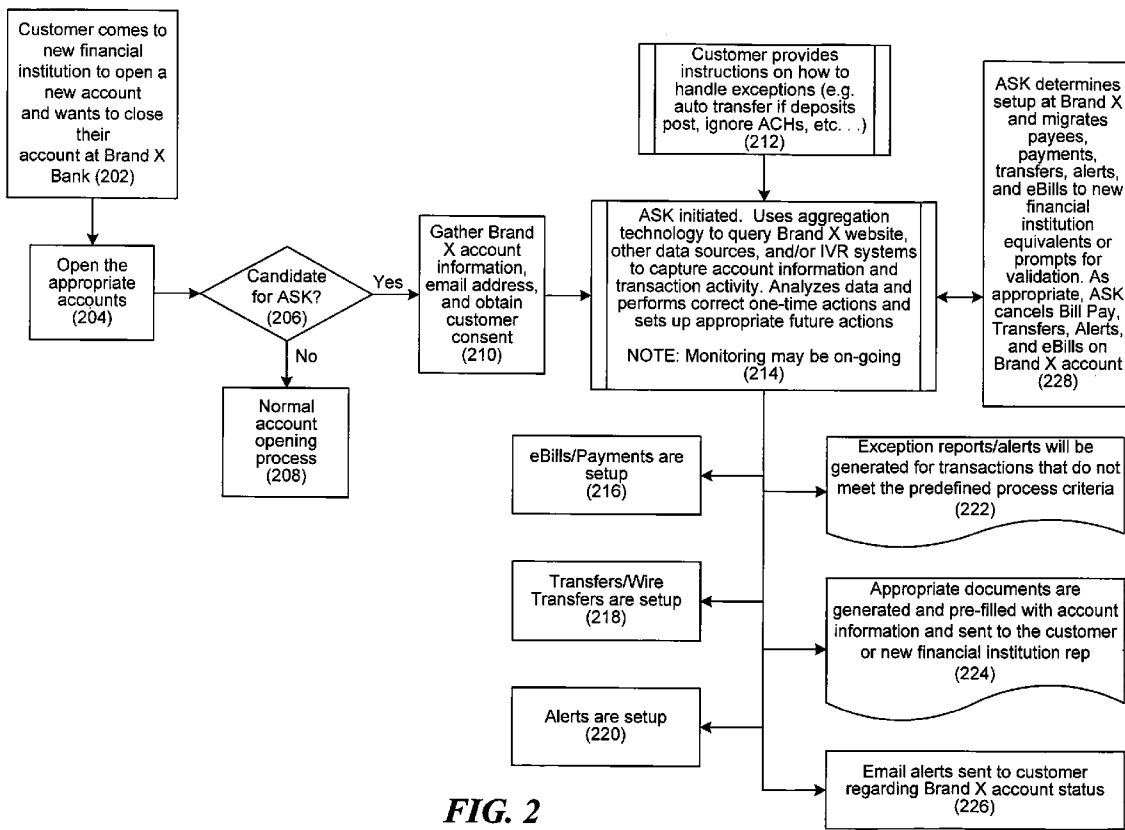 Customer comes to
new financial
institution to open a
new account
and wants to close
their
account at Brand X
Bank (202)
Open the
appropriate
accounts
(204)
Candidate
for ASK?
(206)
Yes
No
Normal
account
opening
process
(208)
Gather Brand
X account
information,
email address,
and obtain
customer
consent
(210)
Customer provides
instructions on how to
handle exceptions (e.g.
auto transfer if deposits
post, ignore ACHs, etc. . .)
(212)
ASK initiated. Uses aggregation
technology to query Brand X website,
other data sources, and/or IVR systems
to capture account information and
transaction activity. Analyzes data and
performs correct one-time actions and
sets up appropriate future actions
NOTE: Monitoring may be on-going
(214)
ASK determines
setup at Brand X
and migrates
payees,
payments,
transfers, alerts,
and eBills to new
financial
institution
equivalents or
prompts for
validation. As
appropriate, ASK
cancels Bill Pay,
Transfers, Alerts,
and eBills on
Brand X account
(228)
eBills/Payments are
setup
(216)
Transfers/Wire
Transfers are setup
(218)
Alerts are setup
(220)
Exception reports/alerts will be
generated for transactions that do not
meet the predefined process criteria
(222)
Appropriate documents are
generated and pre-filled with account
information and sent to the customer
or new financial institution rep
(224)
Email alerts sent to customer
regarding Brand X account status
(226)
FIG. 2